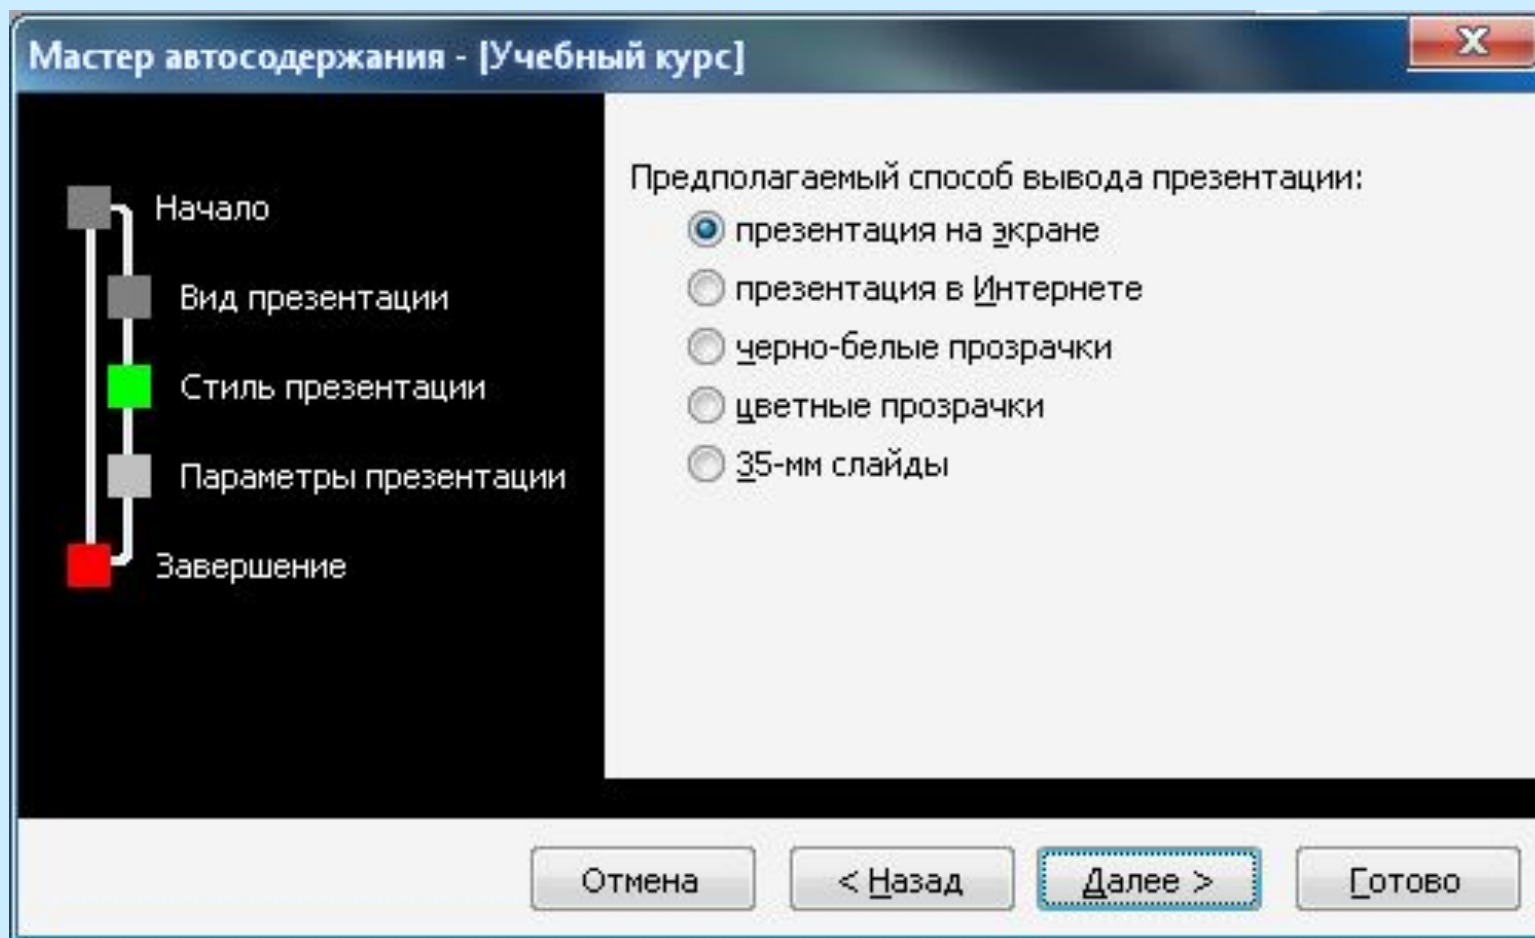 Мастер автосодержания - [Учебный курс]
X
Начало
Вид презентации
Стиль презентации
Параметры презентации
Завершение
Предполагаемый способ вывода презентации:
презентация на экране
презентация в Интернете
черно-белые прозрачки
цветные прозрачки
35-мм слайды
Отмена
< Назад
Далее >
Готово